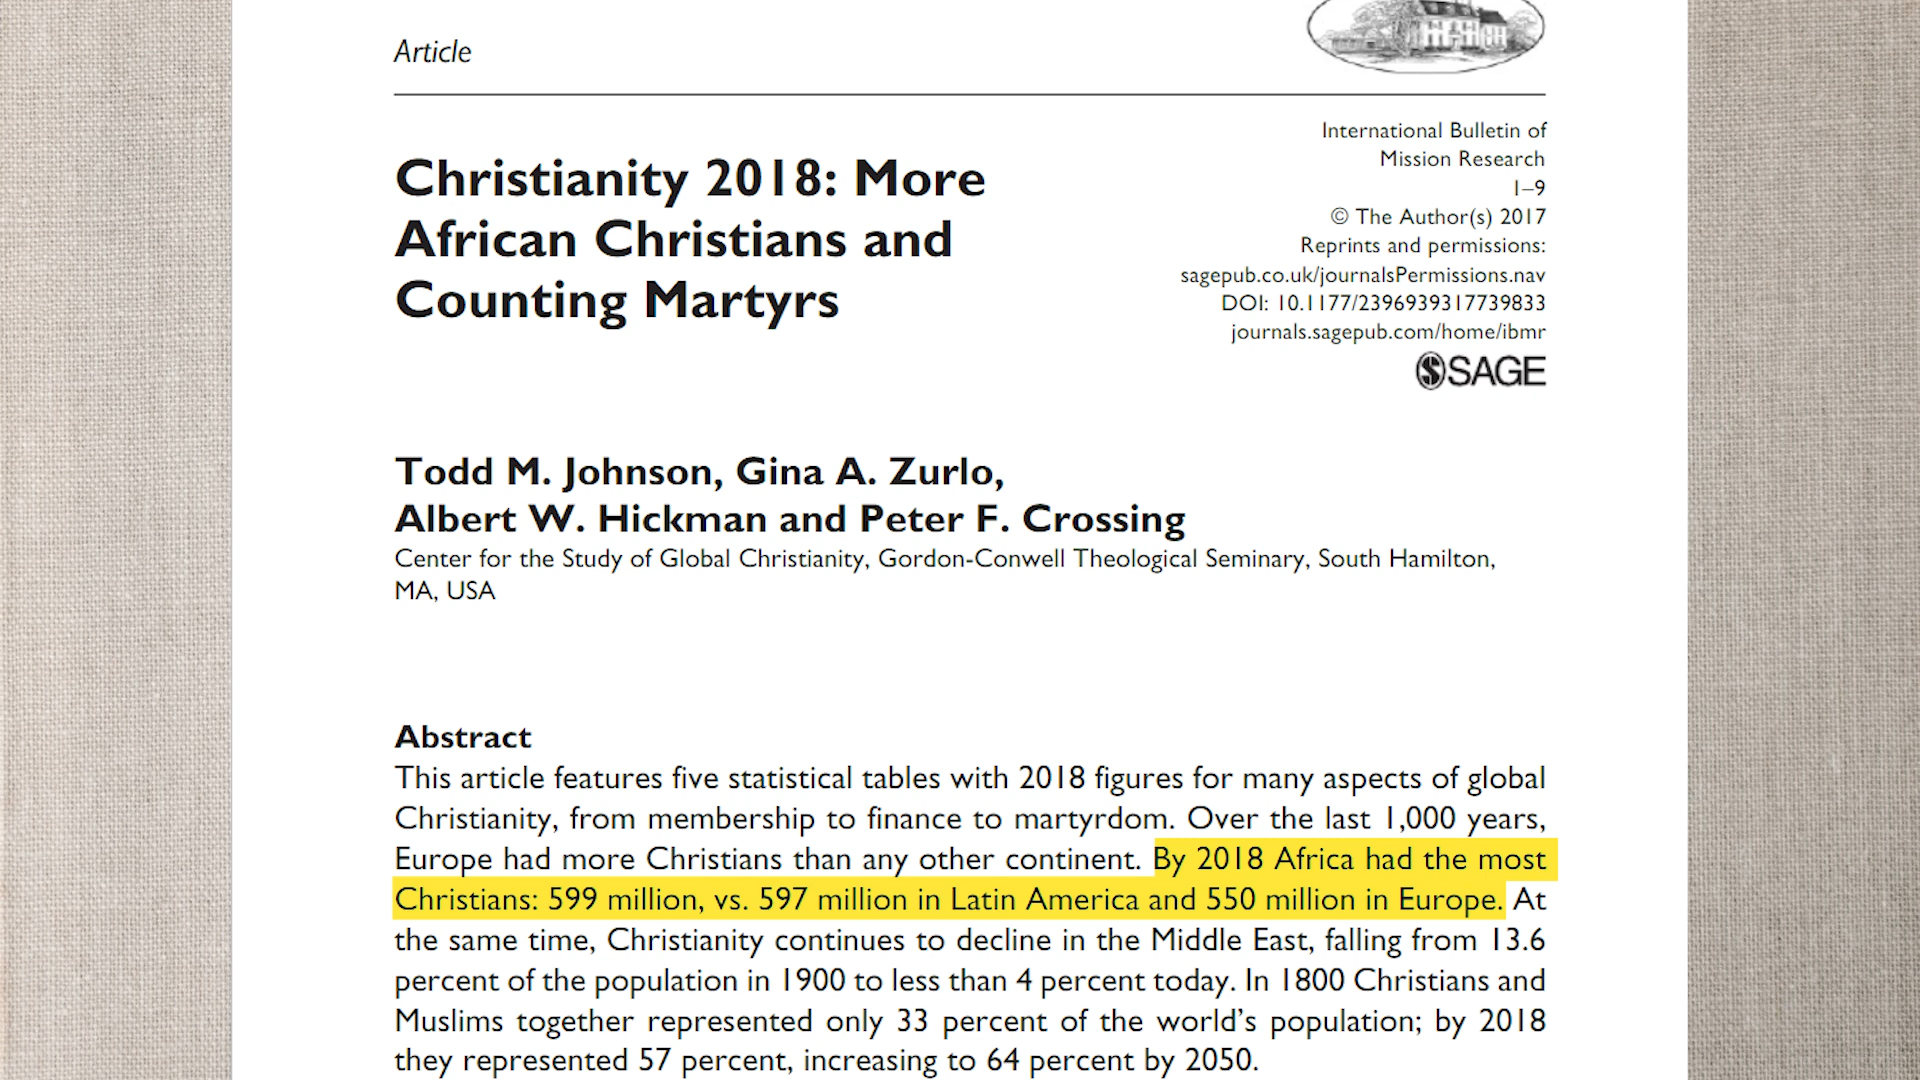 Article
Christianity 2018: More
African Christians and
Counting Martyrs
International Bulletin of
Mission Research
1–9
© The Author(s) 2017
Reprints and permissions:
sagepub.co.uk/journalsPermissions.nav
DOI: 10.1177/2396939317739833
journals.sagepub.com/home/ibmr
SAGE
Todd M. Johnson, Gina A. Zurlo,
Albert W. Hickman and Peter F. Crossing
Center for the Study of Global Christianity, Gordon-Conwell Theological Seminary, South Hamilton,
MA, USA
Abstract
This article features five statistical tables with 2018 figures for many aspects of global
Christianity, from membership to finance to martyrdom. Over the last 1,000 years,
Europe had more Christians than any other continent. By 2018 Africa had the most
Christians: 599 million, vs. 597 million in Latin America and 550 million in Europe. At
the same time, Christianity continues to decline in the Middle East, falling from 13.6
percent of the population in 1900 to less than 4 percent today. In 1800 Christians and
Muslims together represented only 33 percent of the world’s population; by 2018
they represented 57 percent, increasing to 64 percent by 2050.